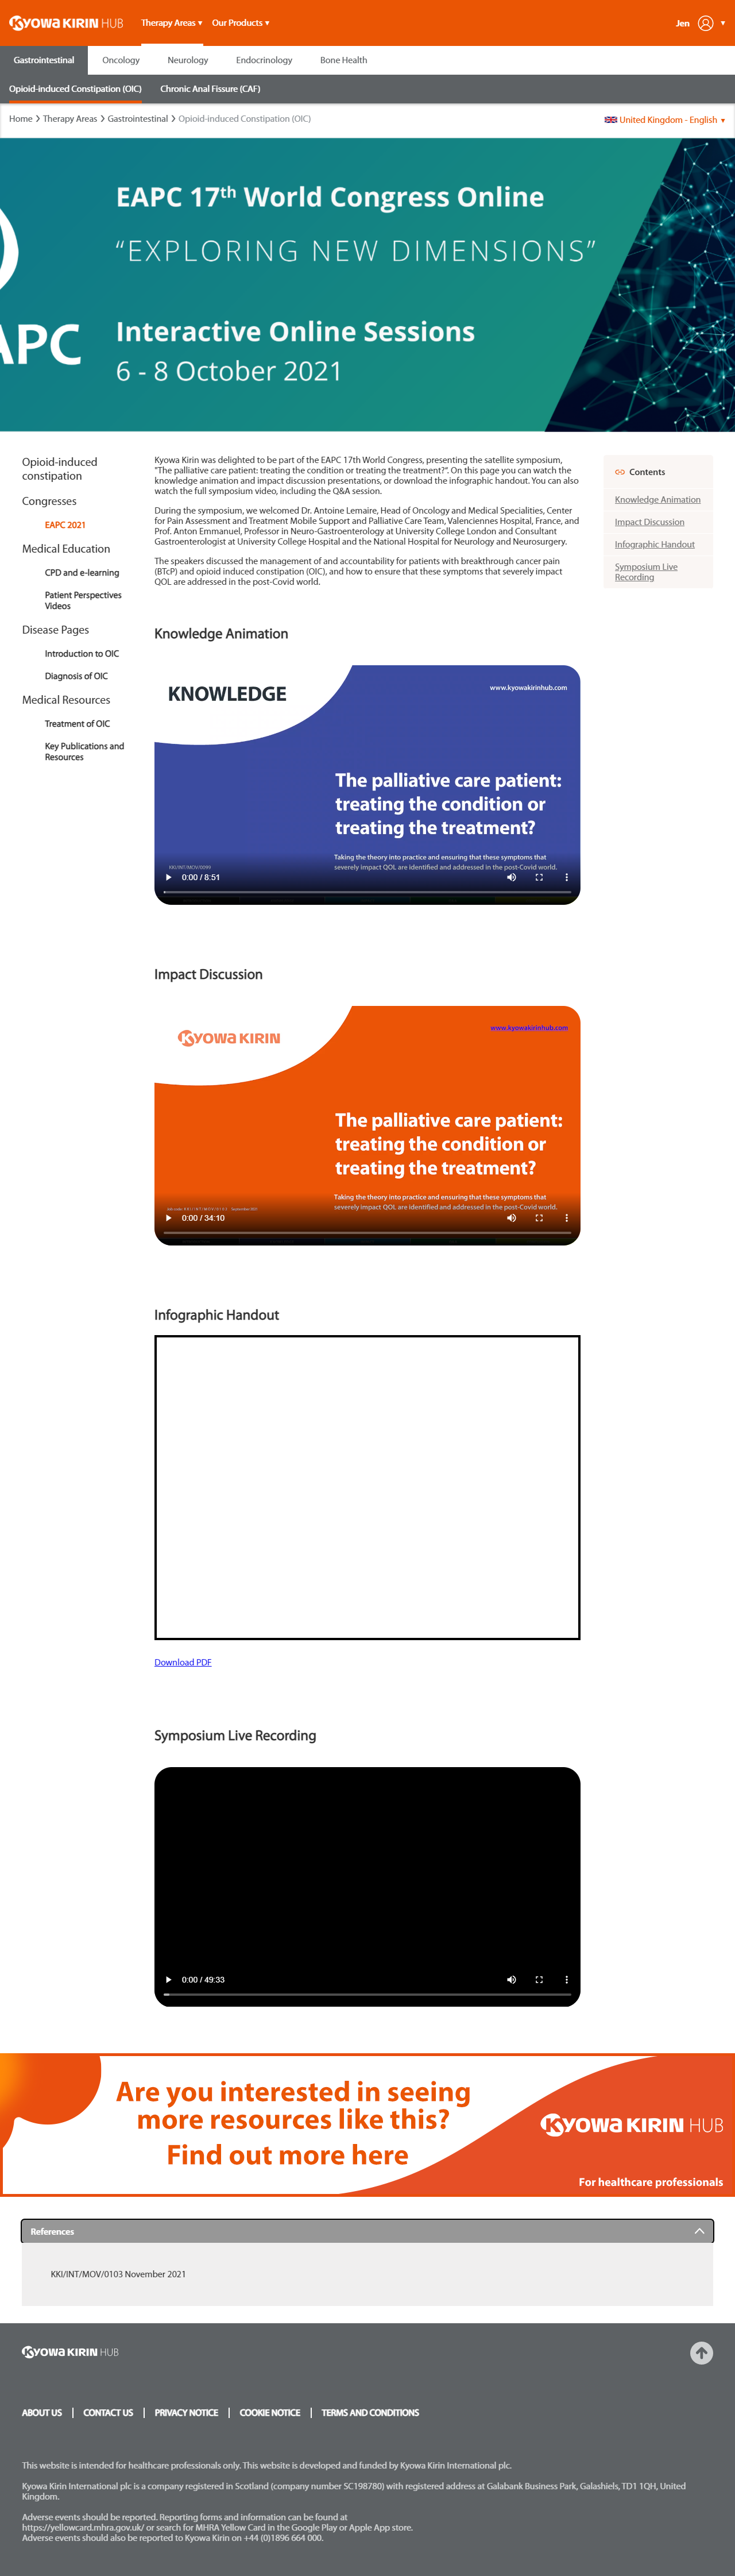 KYOWA KIRIN HUB
Therapy Areas ▼
Our Products ▼
Jen
▼
Gastrointestinal
Oncology
Neurology
Endocrinology
Bone Health
Opioid-induced Constipation (OIC)
Chronic Anal Fissure (CAF)
Home > Therapy Areas > Gastrointestinal > Opioid-induced Constipation (OIC)
United Kingdom - English ▼
EAPC 17th World Congress Online
“EXPLORING NEW DIMENSIONS”
APC
Interactive Online Sessions
6 - 8 October 2021
Opioid-induced
constipation
Congresses
EAPC 2021
Medical Education
CPD and e-learning
Patient Perspectives
Videos
Disease Pages
Introduction to OIC
Diagnosis of OIC
Medical Resources
Treatment of OIC
Key Publications and
Resources
Kyowa Kirin was delighted to be part of the EAPC 17th World Congress, presenting the satellite symposium,
"The palliative care patient: treating the condition or treating the treatment?". On this page you can watch the
knowledge animation and impact discussion presentations, or download the infographic handout. You can also
watch the full symposium video, including the Q&A session.
During the symposium, we welcomed Dr. Antoine Lemaire, Head of Oncology and Medical Specialities, Center
for Pain Assessment and Treatment Mobile Support and Palliative Care Team, Valenciennes Hospital, France, and
Prof. Anton Emmanuel, Professor in Neuro-Gastroenterology at University College London and Consultant
Gastroenterologist at University College Hospital and the National Hospital for Neurology and Neurosurgery.
The speakers discussed the management of and accountability for patients with breakthrough cancer pain
(BTcP) and opioid induced constipation (OIC), and how to ensure that these symptoms that severely impact
QOL are addressed in the post-Covid world.
Contents
Knowledge Animation
Impact Discussion
Infographic Handout
Symposium Live
Recording
Knowledge Animation
KNOWLEDGE
www.kyowakirinhub.com
The palliative care patient:
treating the condition or
treating the treatment?
Taking the theory into practice and ensuring that these symptoms that
severely impact QOL are identified and addressed in the post-Covid world.
KKI/INT/MOV/0099
0:00 / 8:51
Impact Discussion
KYOWA KIRIN
www.kyowakirinhub.com
The palliative care patient:
treating the condition or
treating the treatment?
Taking the theory into practice and ensuring that these symptoms that
severely impact QOL are identified and addressed in the post-Covid world.
0:00 / 34:10
Infographic Handout
Download PDF
Symposium Live Recording
0:00 / 49:33
Are you interested in seeing
more resources like this?
Find out more here
KYOWA KIRIN HUB
For healthcare professionals
References
KKI/INT/MOV/0103 November 2021
KYOWA KIRIN HUB
ABOUT US | CONTACT US | PRIVACY NOTICE | COOKIE NOTICE | TERMS AND CONDITIONS
This website is intended for healthcare professionals only. This website is developed and funded by Kyowa Kirin International plc.
Kyowa Kirin International plc is a company registered in Scotland (company number SC198780) with registered address at Galabank Business Park, Galashiels, TD1 1QH, United
Kingdom.
Adverse events should be reported. Reporting forms and information can be found at
https://yellowcard.mhra.gov.uk/ or search for MHRA Yellow Card in the Google Play or Apple App store.
Adverse events should also be reported to Kyowa Kirin on +44 (0)1896 664 000.